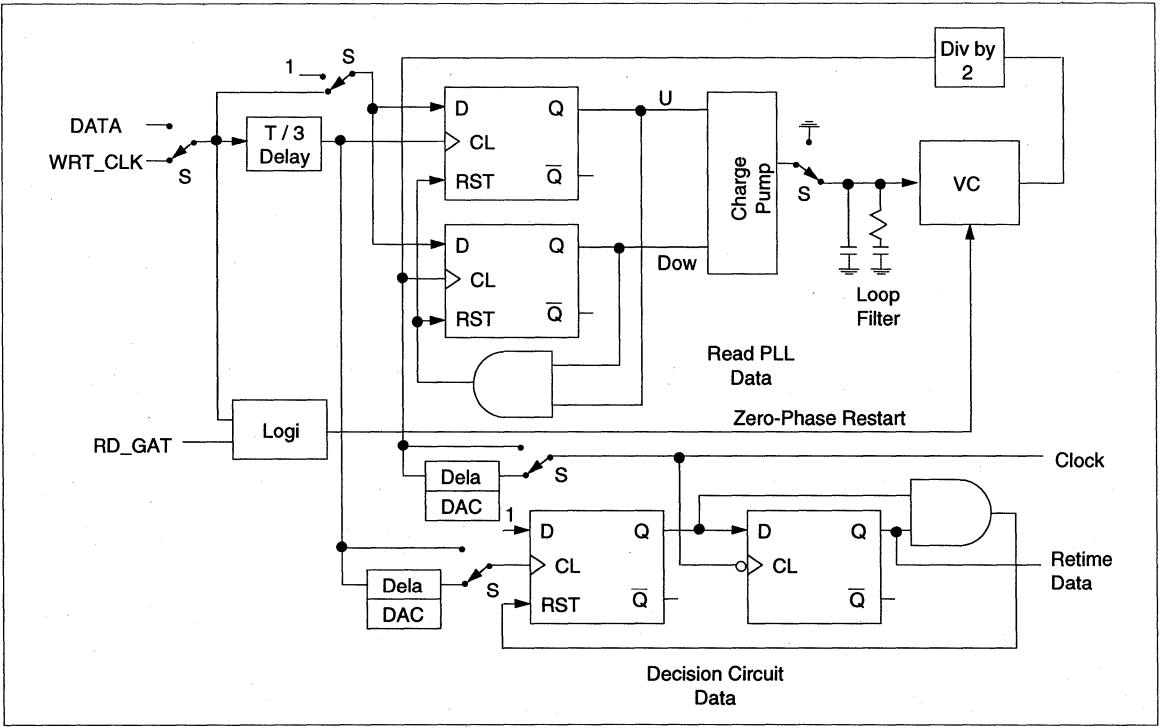 Div by
2
1
S
DATA
WRT_CLK
S
T / 3
Delay
D
Q
CL
Q
RST
U
Charge
Pump
S
VC
D
Q
CL
Q
RST
Dow
Loop
Filter
Read PLL
Data
Zero-Phase Restart
RD_GAT
Logi
Dela
DAC
S
Clock
1
D
Q
CL
Q
RST
D
Q
CL
Q
Retime
Data
Dela
DAC
S
Decision Circuit
Data